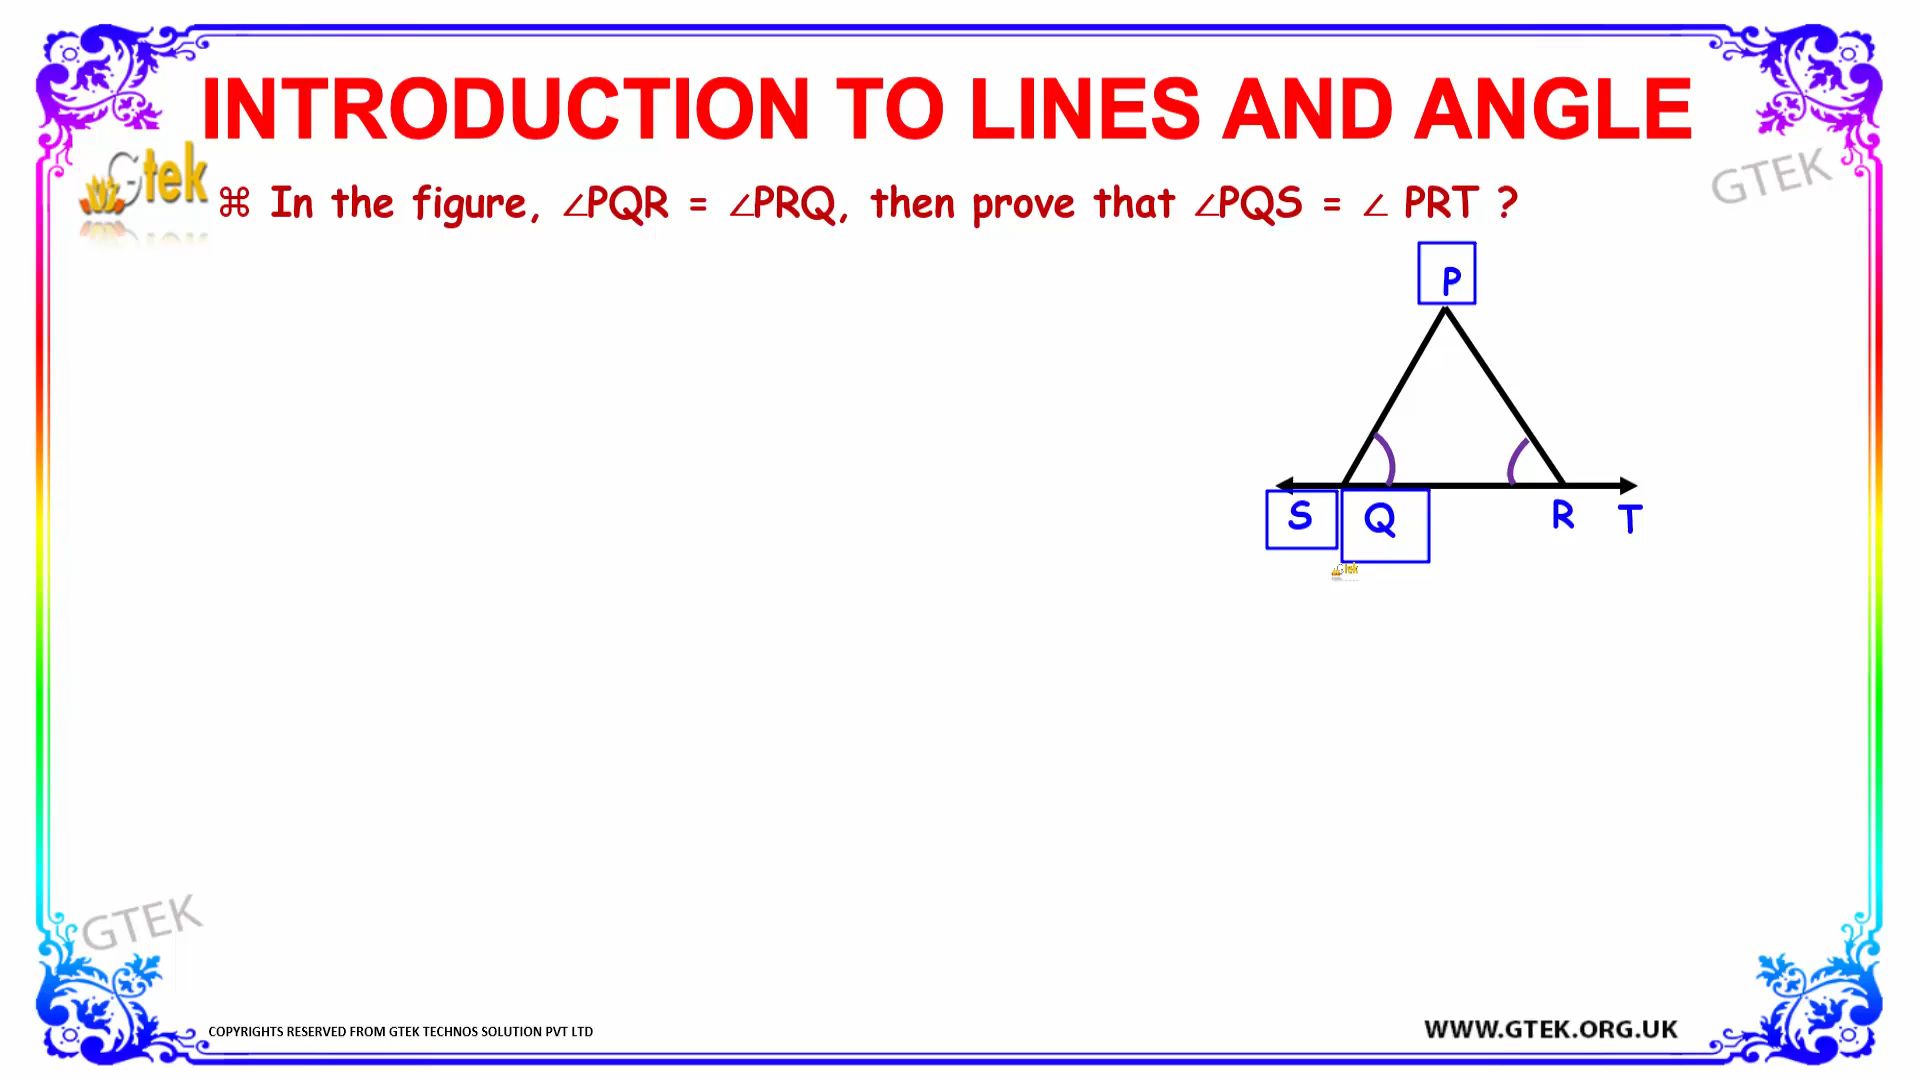 INTRODUCTION TO LINES AND ANGLE
Gtek
GTEK
⌘ In the figure, ∠PQR = ∠PRQ, then prove that ∠PQS = ∠ PRT ?
P
S Q R T
Gtek
GTEK
COPYRIGHTS RESERVED FROM GTEK TECHNOS SOLUTION PVT LTD
WWW.GTEK.ORG.UK